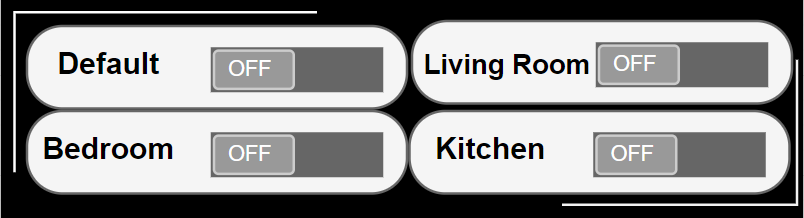 Default OFF
Living Room OFF
Bedroom OFF
Kitchen OFF